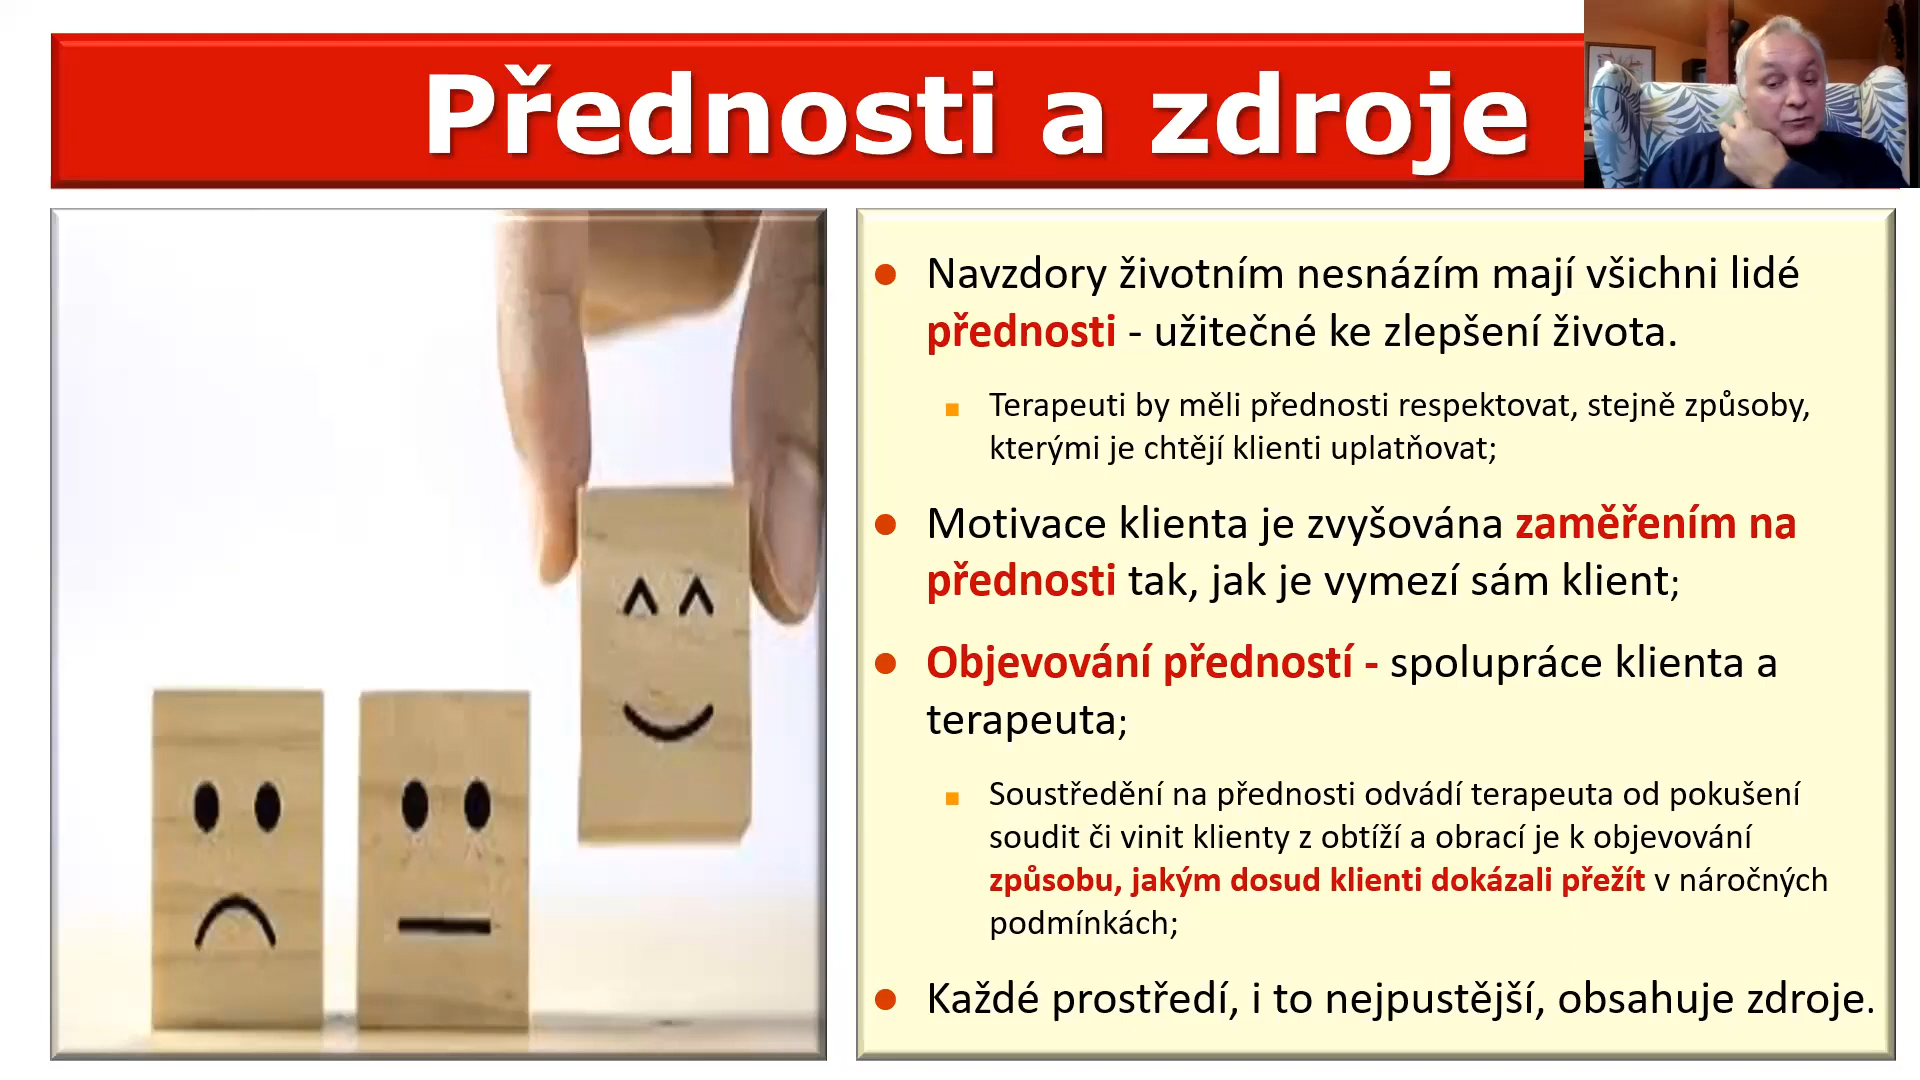 Přednosti a zdroje
Navzdory životním nesnázím mají všichni lidé
přednosti - užitečné ke zlepšení života.
Terapeuti by měli přednosti respektovat, stejně způsoby,
kterými je chtějí klienti uplatňovat;
Motivace klienta je zvyšována zaměřením na
přednosti tak, jak je vymezí sám klient;
Objevování předností - spolupráce klienta a
terapeuta;
Soustředění na přednosti odvádí terapeuta od pokušení
soudit či vinit klienty z obtíží a obrací je k objevování
způsobu, jakým dosud klienti dokázali přežít v náročných
podmínkách;
Každé prostředí, i to nejpustější, obsahuje zdroje.